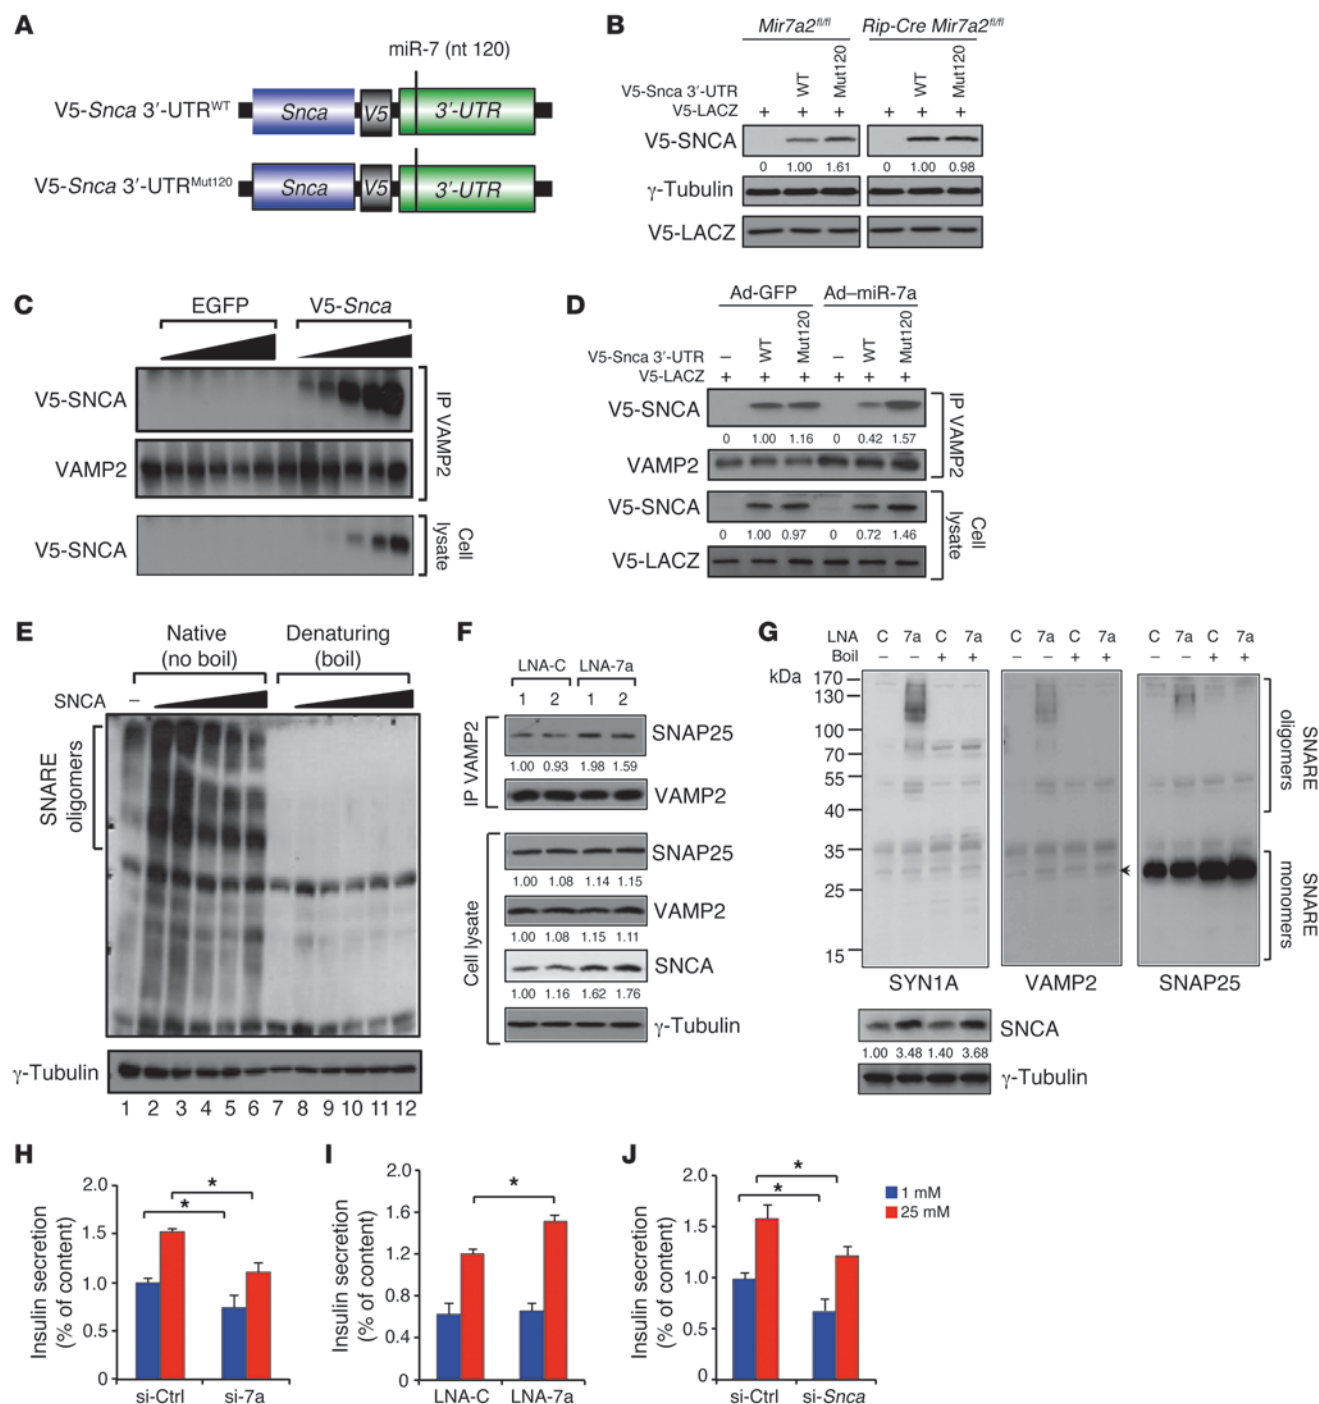 A
miR-7 (nt 120)
V5-Snca 3′-UTRWT
Snca V5 3′-UTR
V5-Snca 3′-UTRMut120
Snca V5 3′-UTR
B
Mir7a2fl/fl Rip-Cre Mir7a2fl/fl
V5-Snca 3′-UTR WT Mut120 WT Mut120
V5-LACZ + + + + + +
V5-SNCA
0 1.00 1.61 0 1.00 0.98
γ-Tubulin
V5-LACZ
C
EGFP V5-Snca
V5-SNCA
VAMP2
IP VAMP2
V5-SNCA
Cell lysate
D
Ad-GFP Ad–miR-7a
V5-Snca 3′-UTR – WT Mut120 – WT Mut120
V5-LACZ + + + + + +
V5-SNCA
0 1.00 1.16 0 0.42 1.57
VAMP2
IP VAMP2
V5-SNCA
0 1.00 0.97 0 0.72 1.46
V5-LACZ
Cell lysate
E
Native (no boil) Denaturing (boil)
SNCA –
SNARE oligomers
γ-Tubulin
1 2 3 4 5 6 7 8 9 10 11 12
F
LNA-C LNA-7a
1 2 1 2
IP VAMP2
SNAP25
1.00 0.93 1.98 1.59
VAMP2
Cell lysate
SNAP25
1.00 1.08 1.14 1.15
VAMP2
1.00 1.08 1.15 1.11
SNCA
1.00 1.16 1.62 1.76
γ-Tubulin
G
LNA C 7a C 7a C 7a C 7a C 7a C 7a
Boil – – + + – – + + – – + +
kDa
170
130
100
70
55
40
35
25
15
SNARE oligomers
SNARE monomers
SYN1A VAMP2 SNAP25
SNCA
1.00 3.48 1.40 3.68
γ-Tubulin
H
Insulin secretion
(% of content)
2.0
1.5
1.0
0.5
0
* *
si-Ctrl si-7a
I
Insulin secretion
(% of content)
2.0
1.6
1.2
0.8
0.4
0
*
LNA-C LNA-7a
J
Insulin secretion
(% of content)
2.0
1.5
1.0
0.5
0
* *
si-Ctrl si-Snca
1 mM
25 mM